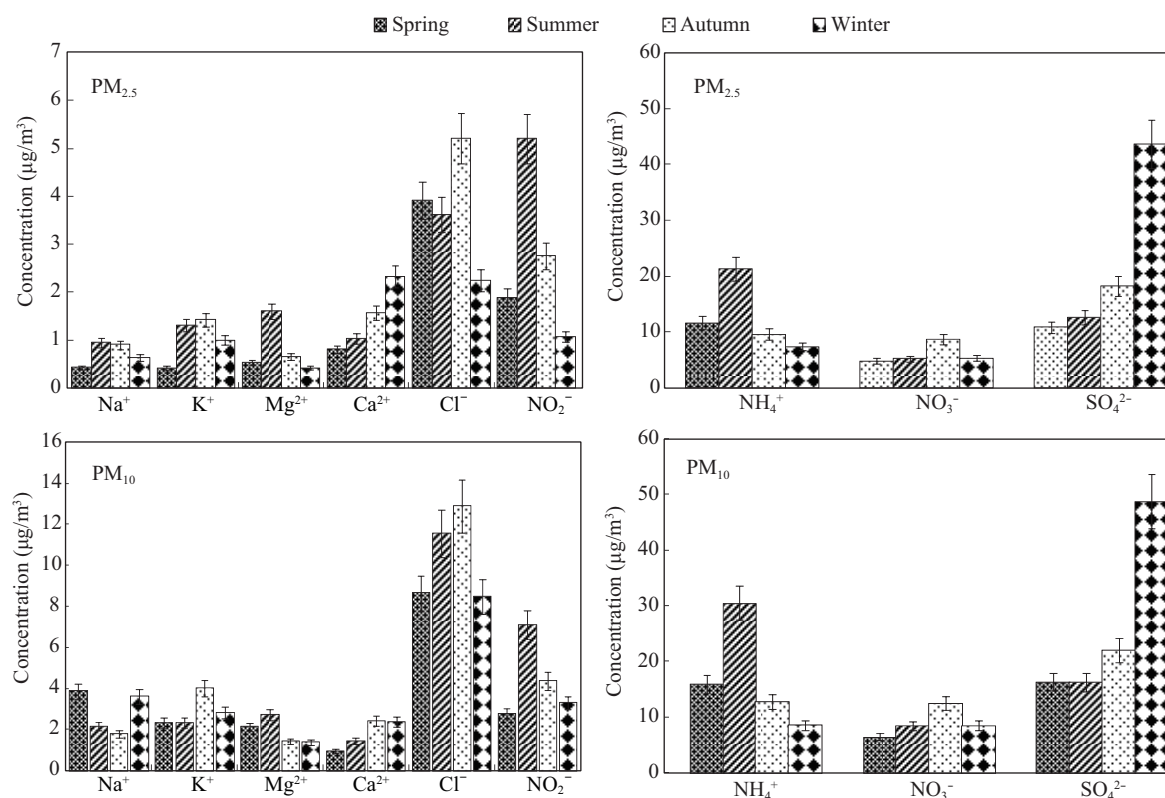 Spring Summer Autumn Winter
7
6
5
4
3
2
1
0
Concentration (µg/m³)
PM₂.₅
Na⁺ K⁺ Mg²⁺ Ca²⁺ Cl⁻ NO₂⁻
60
50
40
30
20
10
0
Concentration (µg/m³)
PM₂.₅
NH₄⁺ NO₃⁻ SO₄²⁻
16
14
12
10
8
6
4
2
0
Concentration (µg/m³)
PM₁₀
Na⁺ K⁺ Mg²⁺ Ca²⁺ Cl⁻ NO₂⁻
60
50
40
30
20
10
0
Concentration (µg/m³)
PM₁₀
NH₄⁺ NO₃⁻ SO₄²⁻